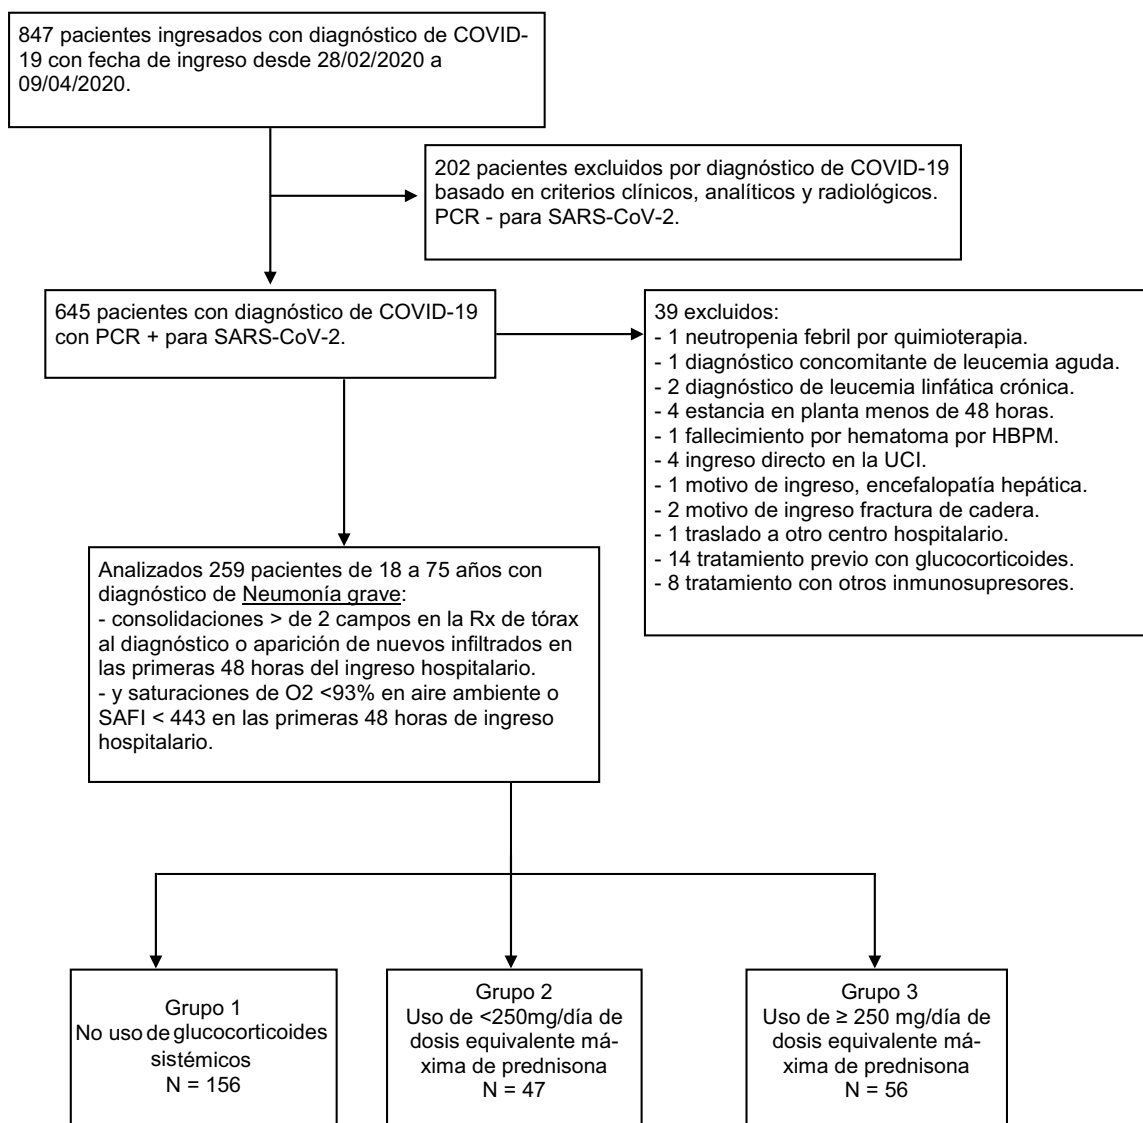 847 pacientes ingresados con diagnóstico de COVID-
19 con fecha de ingreso desde 28/02/2020 a
09/04/2020.
202 pacientes excluidos por diagnóstico de COVID-19
basado en criterios clínicos, analíticos y radiológicos.
PCR - para SARS-CoV-2.
645 pacientes con diagnóstico de COVID-19
con PCR + para SARS-CoV-2.
39 excluidos:
- 1 neutropenia febril por quimioterapia.
- 1 diagnóstico concomitante de leucemia aguda.
- 2 diagnóstico de leucemia linfática crónica.
- 4 estancia en planta menos de 48 horas.
- 1 fallecimiento por hematoma por HBPM.
- 4 ingreso directo en la UCI.
- 1 motivo de ingreso, encefalopatía hepática.
- 2 motivo de ingreso fractura de cadera.
- 1 traslado a otro centro hospitalario.
- 14 tratamiento previo con glucocorticoides.
- 8 tratamiento con otros inmunosupresores.
Analizados 259 pacientes de 18 a 75 años con
diagnóstico de Neumonía grave:
- consolidaciones > de 2 campos en la Rx de tórax
al diagnóstico o aparición de nuevos infiltrados en
las primeras 48 horas del ingreso hospitalario.
- y saturaciones de O2 <93% en aire ambiente o
SAFI < 443 en las primeras 48 horas de ingreso
hospitalario.
Grupo 1
No uso de glucocorticoides
sistémicos
N = 156
Grupo 2
Uso de <250mg/día de
dosis equivalente má-
xima de prednisona
N = 47
Grupo 3
Uso de ≥ 250 mg/día de
dosis equivalente má-
xima de prednisona
N = 56